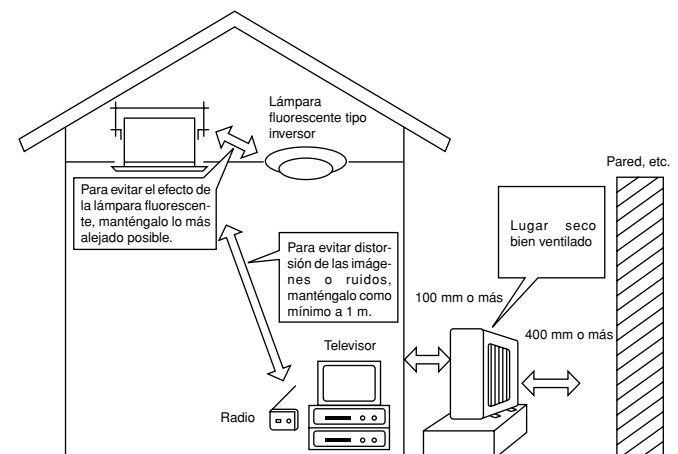 Lámpara
fluorescente tipo
inversor
Pared, etc.
Para evitar el efecto de
la lámpara fluorescen-
te, manténgalo lo más
alejado posible.
Lugar seco
bien ventilado
Para evitar distor-
sión de las imáge-
nes o ruidos,
manténgalo como
mínimo a 1 m.
100 mm o más
400 mm o más
Televisor
Radio